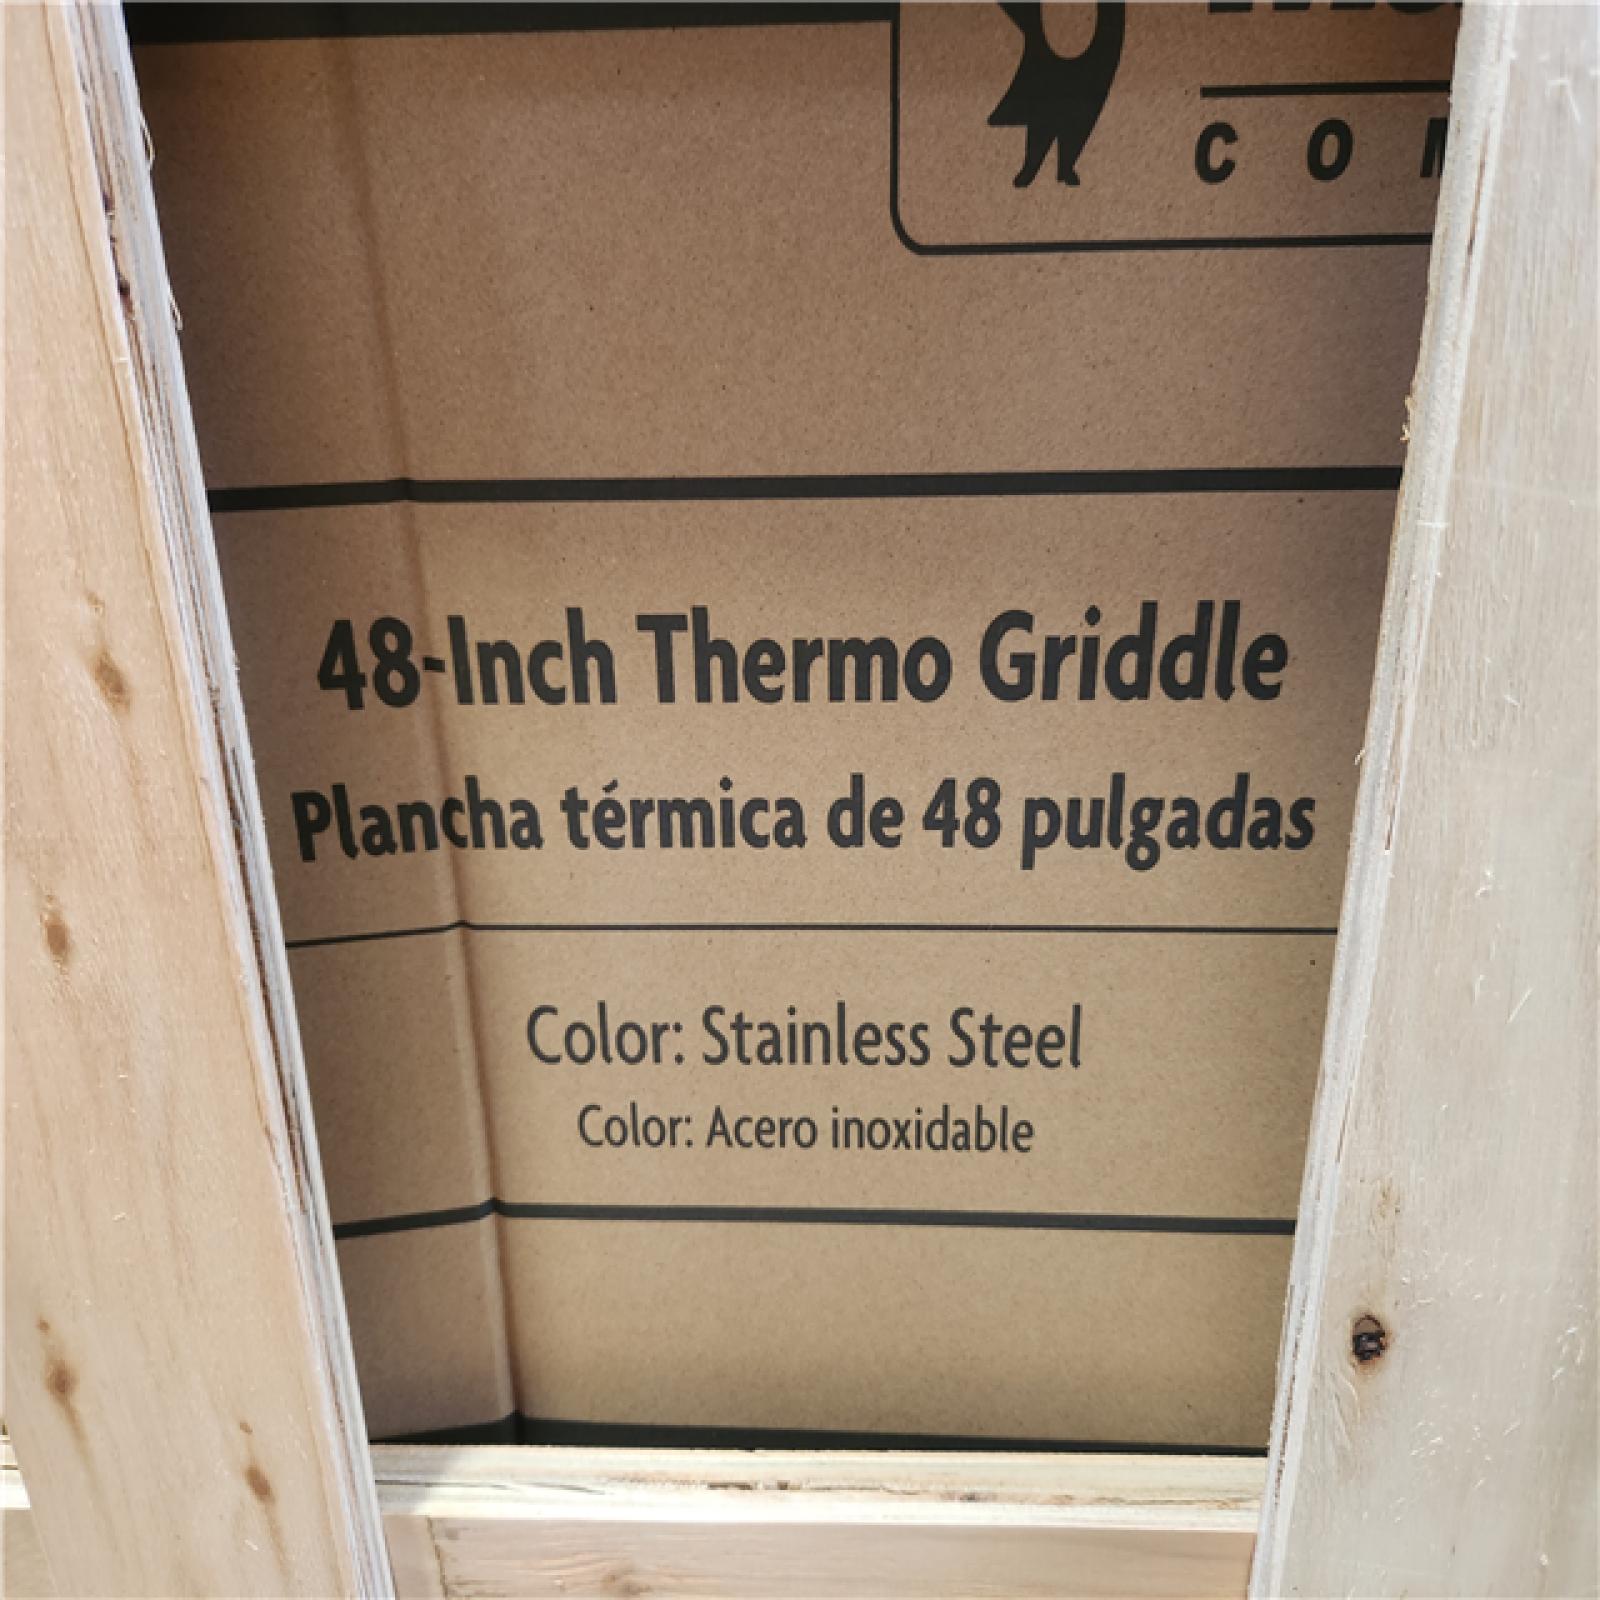 48-Inch Thermo Griddle
Plancha térmica de 48 pulgadas
Color: Stainless Steel
Color: Acero inoxidable